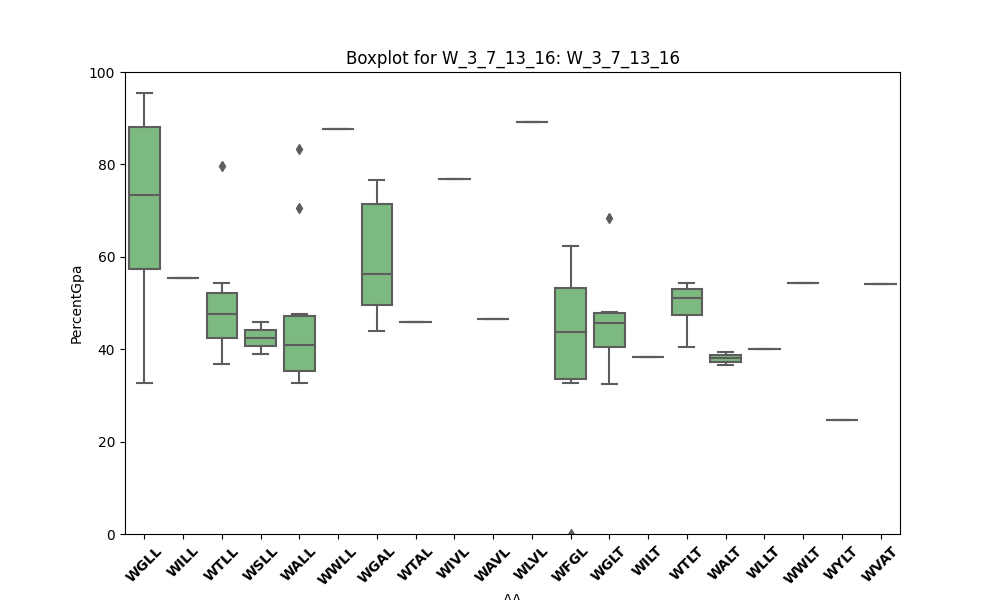 Boxplot for W_3_7_13_16: W_3_7_13_16
100
80
60
40
20
0
PercentGpa
WGLL
WILL
WTLL
WSLL
WALL
WWLL
WGAL
WTAL
WIVL
WAVL
WLVL
WFGL
WGLT
WILT
WTLT
WALT
WLLT
WWLT
WYLT
WVAT
AA